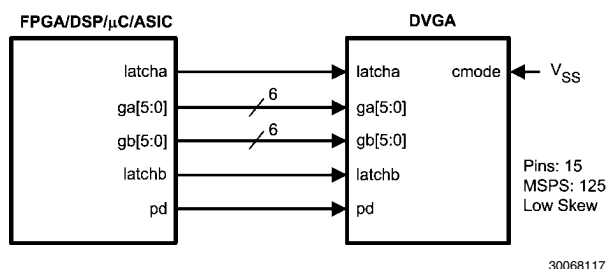 FPGA/DSP/μC/ASIC
DVGA
latcha
latcha
cmode
VSS
ga[5:0]
6
ga[5:0]
gb[5:0]
6
gb[5:0]
latchb
latchb
pd
pd
Pins: 15
MSPS: 125
Low Skew
30068117